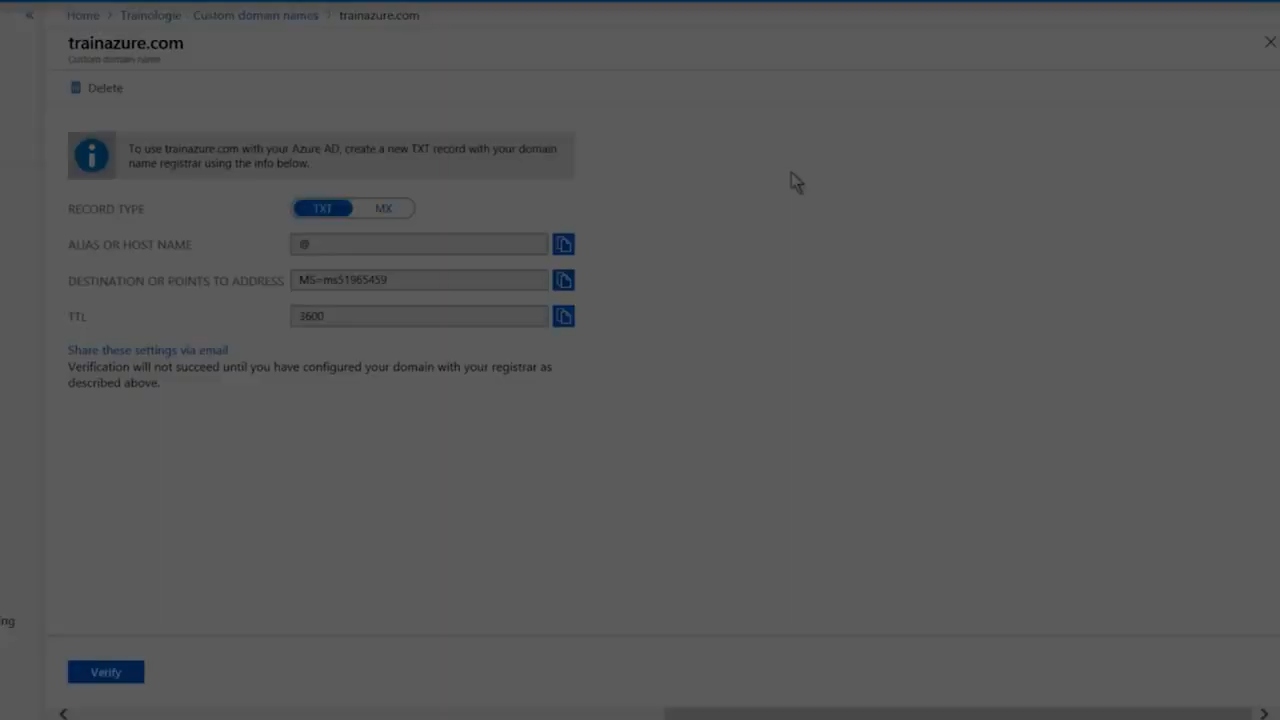 « Home > Trainologie - Custom domain names > trainazure.com
trainazure.com
Custom domain name
Delete
To use trainazure.com with your Azure AD, create a new TXT record with your domain
name registrar using the info below.
RECORD TYPE TXT MX
ALIAS OR HOST NAME @
DESTINATION OR POINTS TO ADDRESS MS=ms51965459
TTL 3600
Share these settings via email
Verification will not succeed until you have configured your domain with your registrar as
described above.
ing
Verify